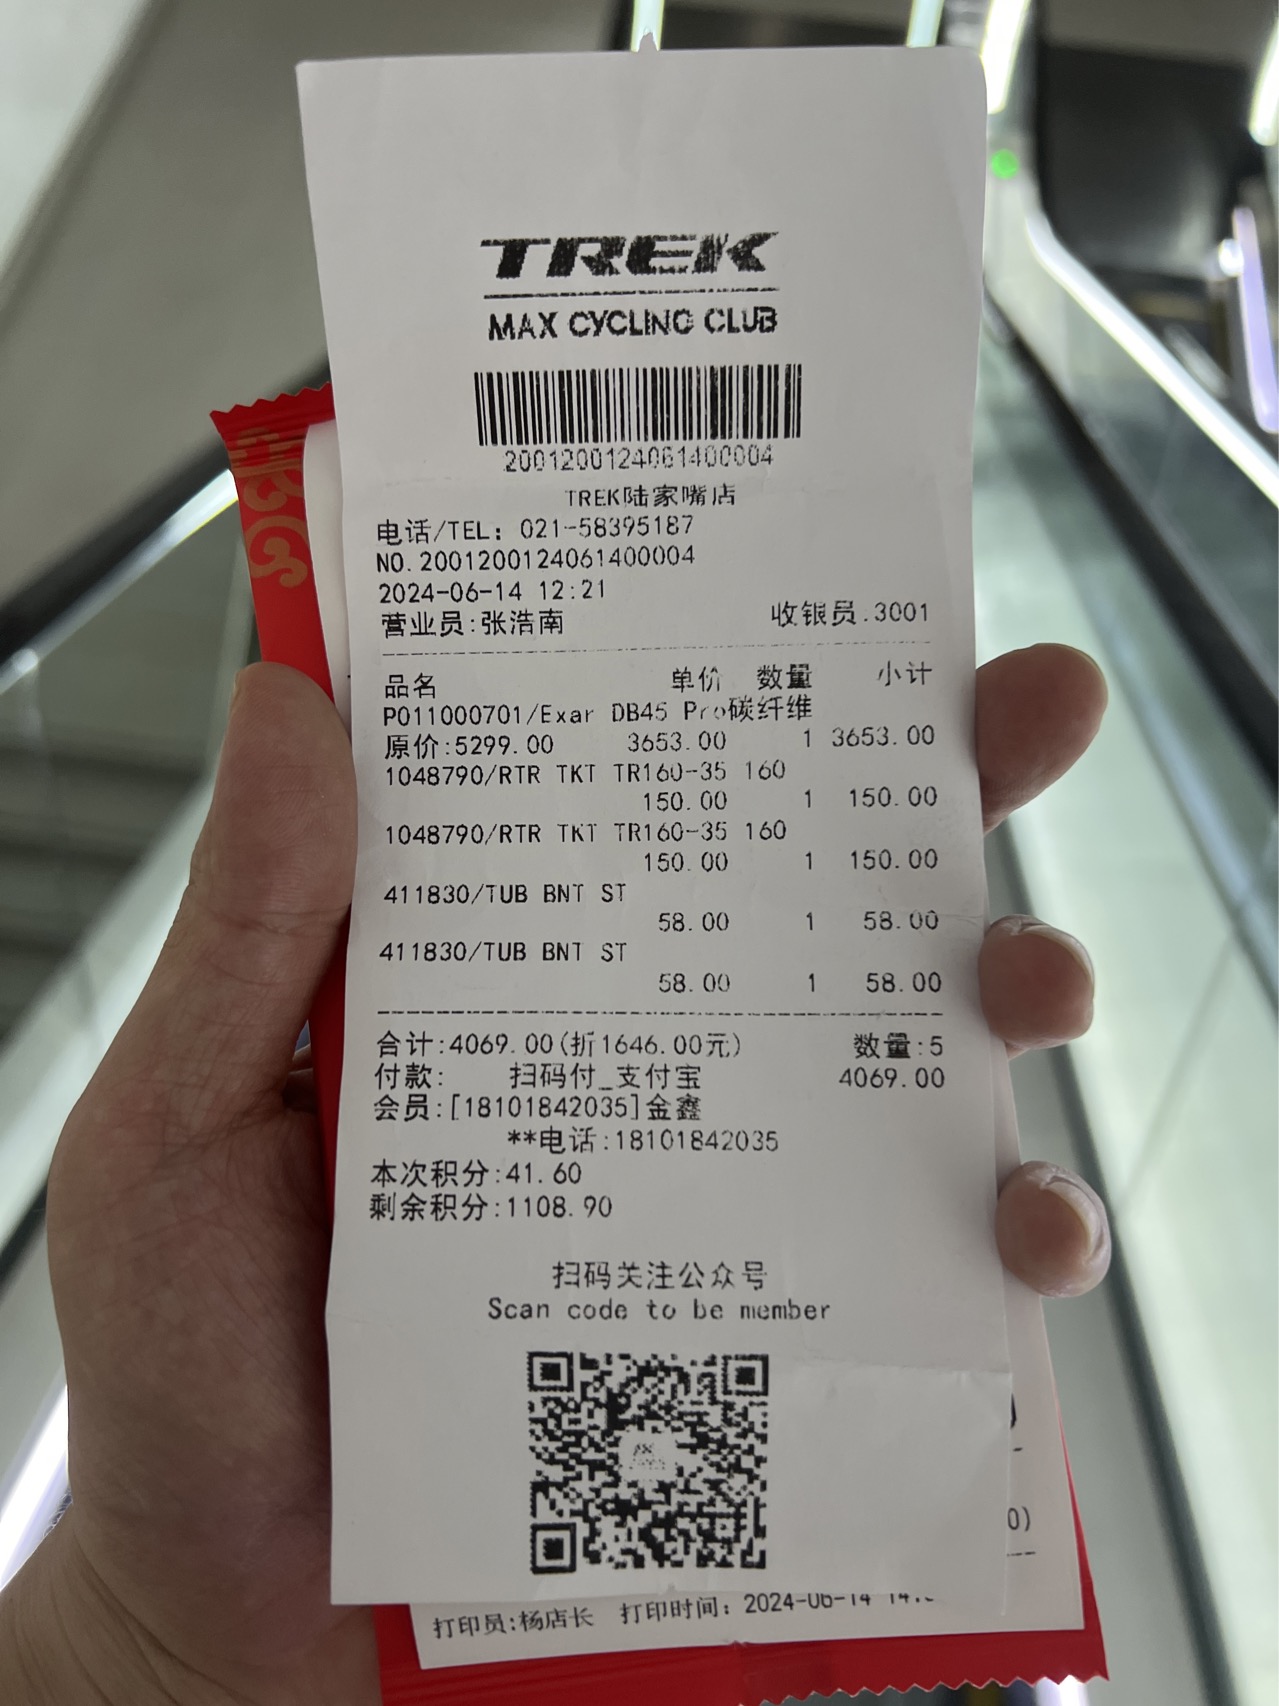 TREK
MAX CYCLING CLUB
2001200124061400004
TREK陆家嘴店
电话/TEL: 021-58395187
NO.2001200124061400004
2024-06-14 12:21
营业员:张浩南 收银员.3001
品名 单价 数量 小计
P011000701/Exar DB45 Pro碳纤维
原价:5299.00 3653.00 1 3653.00
1048790/RTR TKT TR160-35 160
150.00 1 150.00
1048790/RTR TKT TR160-35 160
150.00 1 150.00
411830/TUB BNT ST
58.00 1 58.00
411830/TUB BNT ST
58.00 1 58.00
合计:4069.00(折1646.00元) 数量:5
付款: 扫码付_支付宝 4069.00
会员:[18101842035]金鑫
**电话:18101842035
本次积分:41.60
剩余积分:1108.90
扫码关注公众号
Scan code to be member
0)
打印员:杨店长 打印时间: 2024-06-14